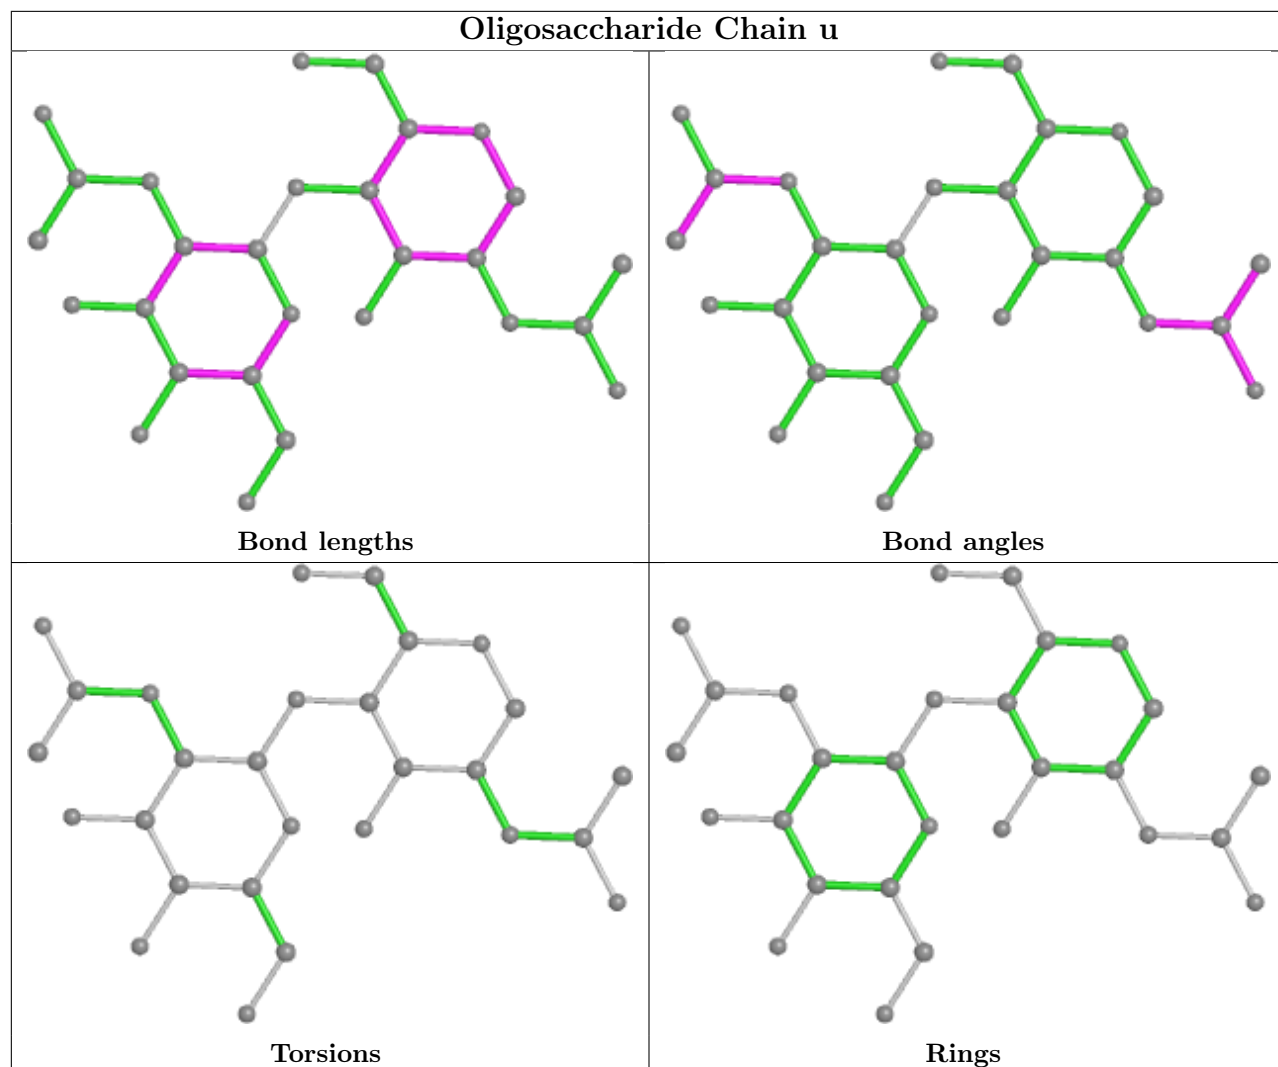 Oligosaccharide Chain u
Bond lengths
Bond angles
Torsions
Rings